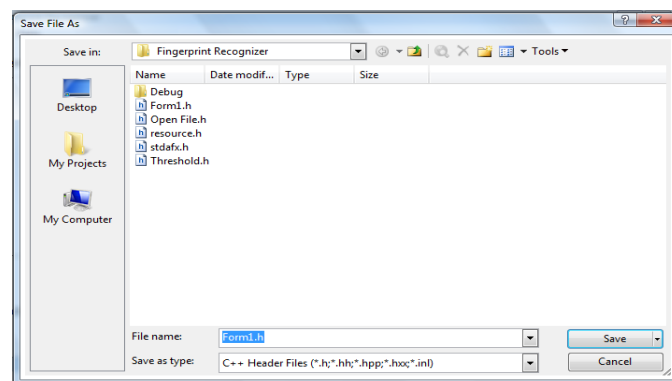 Save File As
Save in:
Fingerprint Recognizer
Tools
Name Date modif... Type Size
Debug
Form1.h
Open File.h
resource.h
stdafx.h
Threshold.h
Desktop
My Projects
My Computer
File name:
Form1.h
Save
Save as type:
C++ Header Files (*.h;*.hh;*.hpp;*.hxx;*.inl)
Cancel